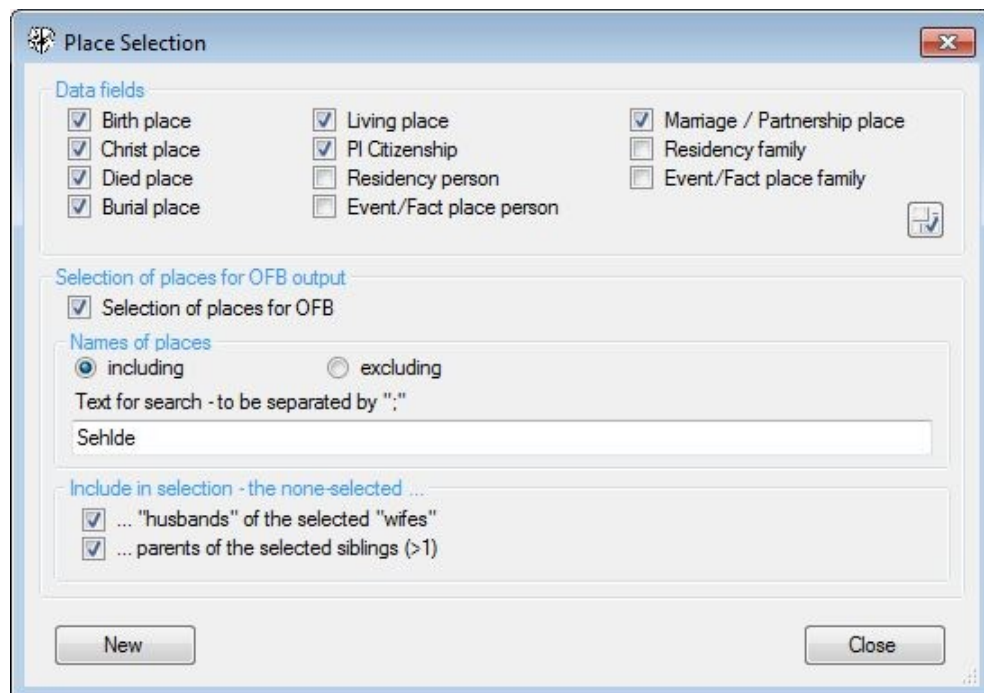 Place Selection
Data fields
Birth place
Living place
Marriage / Partnership place
Christ place
Pl Citizenship
Residency family
Died place
Residency person
Event/Fact place family
Burial place
Event/Fact place person
Selection of places for OFB output
Selection of places for OFB
Names of places
including
excluding
Text for search - to be separated by ";"
Sehlde
Include in selection - the none-selected ...
... "husbands" of the selected "wifes"
... parents of the selected siblings (>1)
New
Close